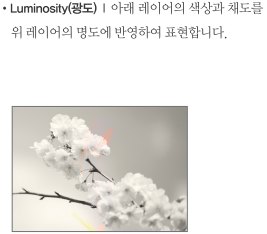 • Luminosity(광도) | 아래 레이어의 색상과 채도를
위 레이어의 명도에 반영하여 표현합니다.